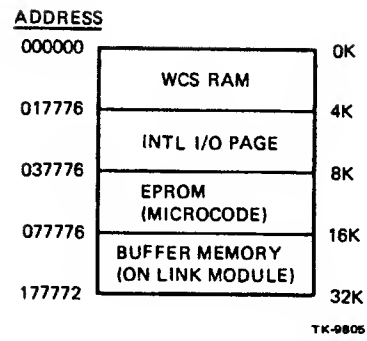 ADDRESS
000000 0K
WCS RAM
017776 4K
INTL I/O PAGE
037776 8K
EPROM
(MICROCODE)
077776 16K
BUFFER MEMORY
(ON LINK MODULE)
177772 32K
TK-9805